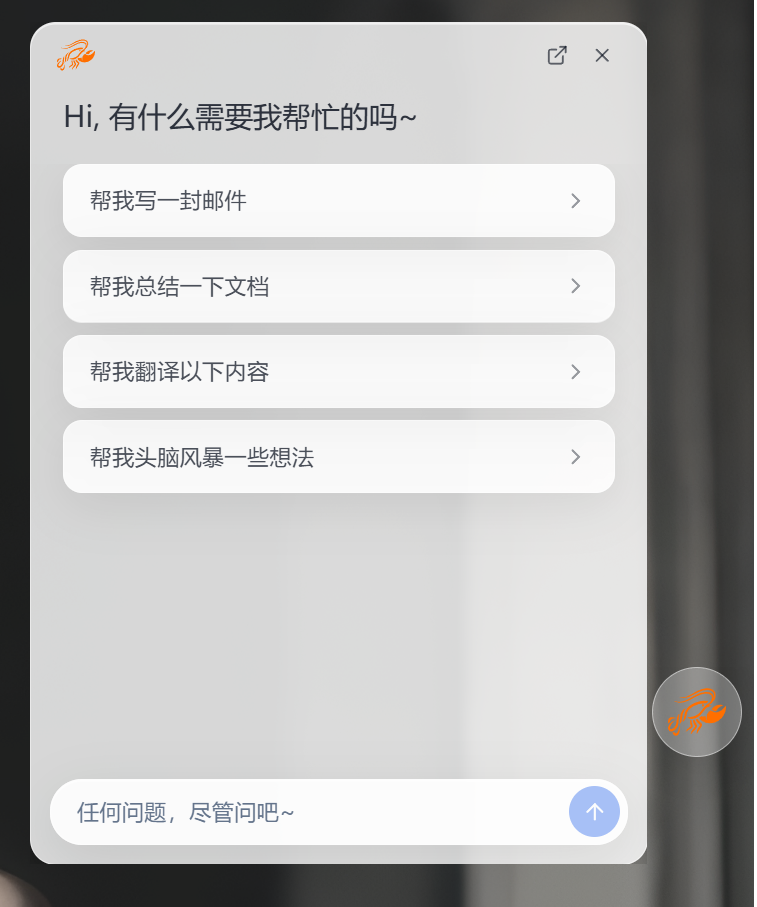 Hi, 有什么需要我帮忙的吗~
帮我写一封邮件
帮我总结一下文档
帮我翻译以下内容
帮我头脑风暴一些想法
任何问题，尽管问吧~